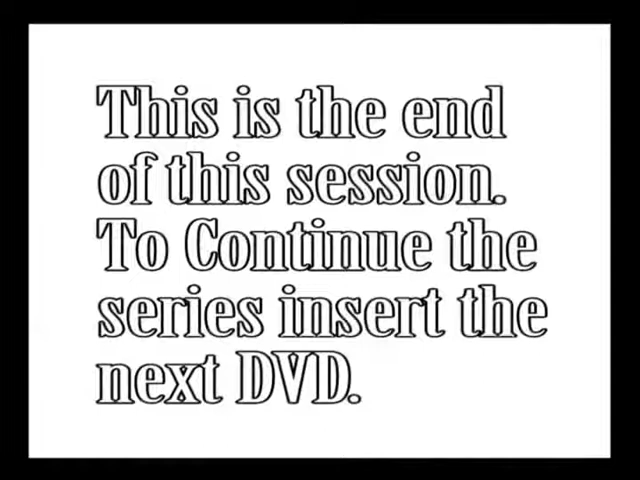 This is the end
of this session.
To Continue the
series insert the
next DVD.